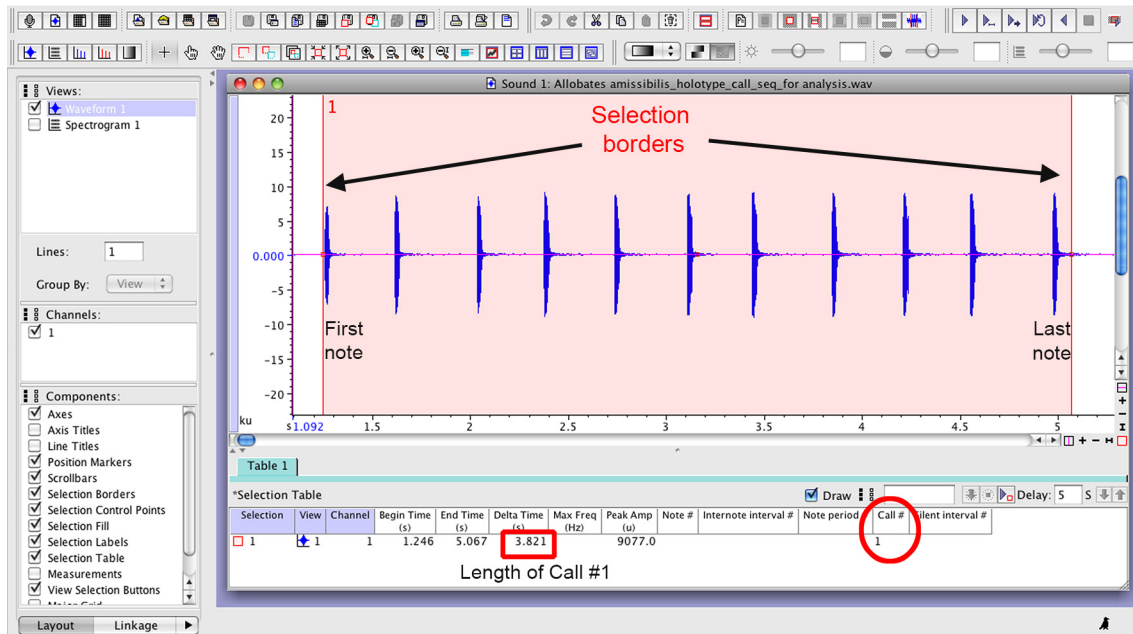 Sound 1: Allobates amissibilis_holotype_call_seq_for analysis.wav
Views:
Waveform 1
Spectrogram 1
Lines: 1
Group By: View
Channels:
1
Components:
Axes
Axis Titles
Line Titles
Position Markers
Scrollbars
Selection Borders
Selection Control Points
Selection Fill
Selection Labels
Selection Table
Measurements
View Selection Buttons
Major Grid
Layout Linkage
1
Selection
borders
20
15
10
5
0.000
-5
-10
-15
-20
ku
First
note
Last
note
s 1.092 1.5 2 2.5 3 3.5 4 4.5 5
Table 1
*Selection Table
Draw
Delay: 5 S
Selection View Channel Begin Time (s) End Time (s) Delta Time (s) Max Freq (Hz) Peak Amp (u) Note # Internote interval # Note period # Call # Silent interval #
1 1 1 1.246 5.067 3.821 9077.0 1
Length of Call #1